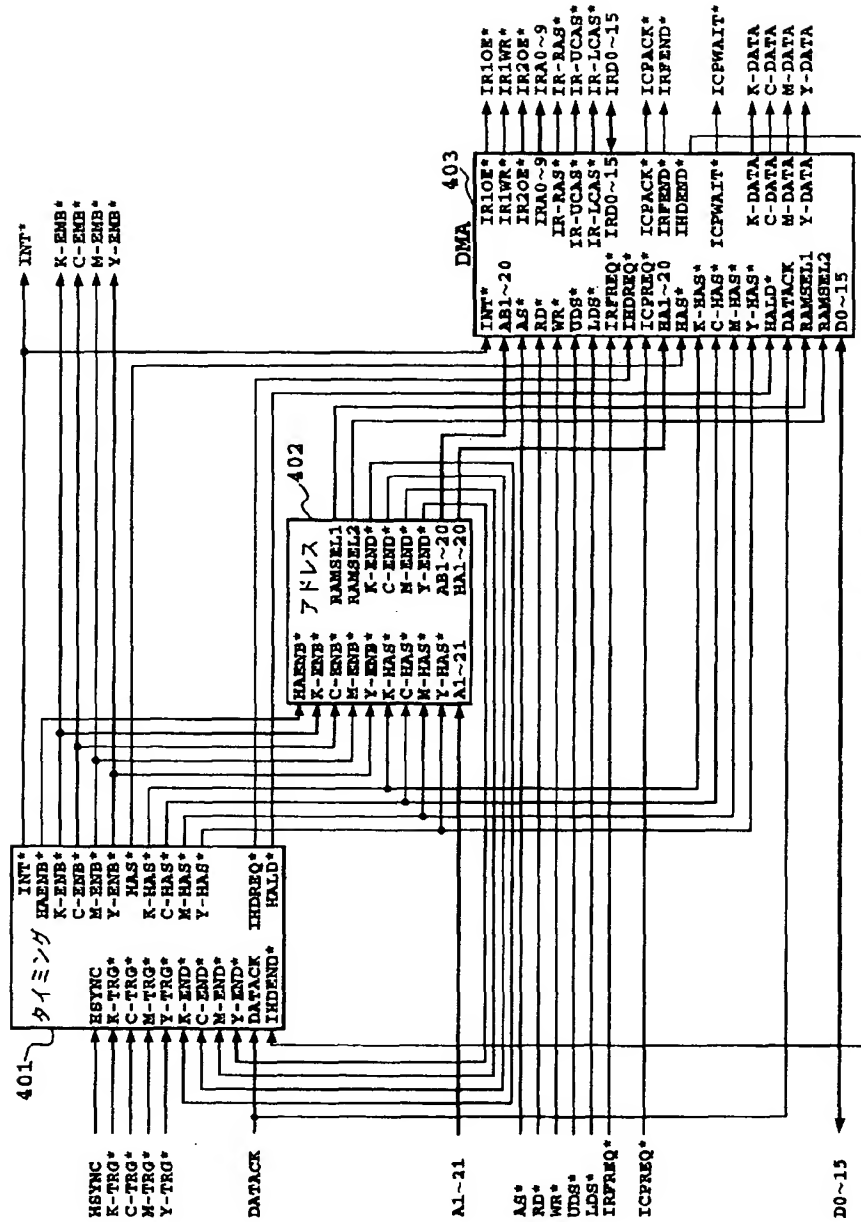 HSYNC
K-TRG*
C-TRG*
M-TRG*
Y-TRG*
DATACK
A1~21
AS*
RD*
WR*
UDS*
LDS*
IRFREQ*
ICPREQ*
D0~15
401
タイミング
HSYNC
K-TRG*
C-TRG*
M-TRG*
Y-TRG*
K-END*
C-END*
M-END*
Y-END*
DATACK
IHDEND*
INT*
HAENB*
K-ENB*
C-ENB*
M-ENB*
Y-ENB*
HAS*
K-HAS*
C-HAS*
M-HAS*
Y-HAS*
IHDREQ*
HALD*
402
アドレス
HAENB*
K-ENB*
C-ENB*
M-ENB*
Y-ENB*
K-HAS*
C-HAS*
M-HAS*
Y-HAS*
A1~21
RAMSEL1
RAMSEL2
K-END*
C-END*
M-END*
Y-END*
AB1~20
HA1~20
INT*
K-EMB*
C-EMB*
M-EMB*
Y-EMB*
DMA
403
INT*
AB1~20
AS*
RD*
WR*
UDS*
LDS*
IRFREQ*
IHDREQ*
ICPREQ*
HA1~20
HAS*
K-HAS*
C-HAS*
M-HAS*
Y-HAS*
HALD*
DATACK
RAMSEL1
RAMSEL2
D0~15
IR1OE*
IR1WR*
IR2OE*
IRA0~9
IR-RAS*
IR-UCAS*
IR-LCAS*
IRD0~15
ICPACK*
IRFEND*
IHDEND*
ICPWAIT*
K-DATA
C-DATA
M-DATA
Y-DATA
IR1OE*
IR1WR*
IR2OE*
IRA0~9
IR-RAS*
IR-UCAS*
IR-LCAS*
IRD0~15
ICPACK*
IRFEND*
ICPWAIT*
K-DATA
C-DATA
M-DATA
Y-DATA